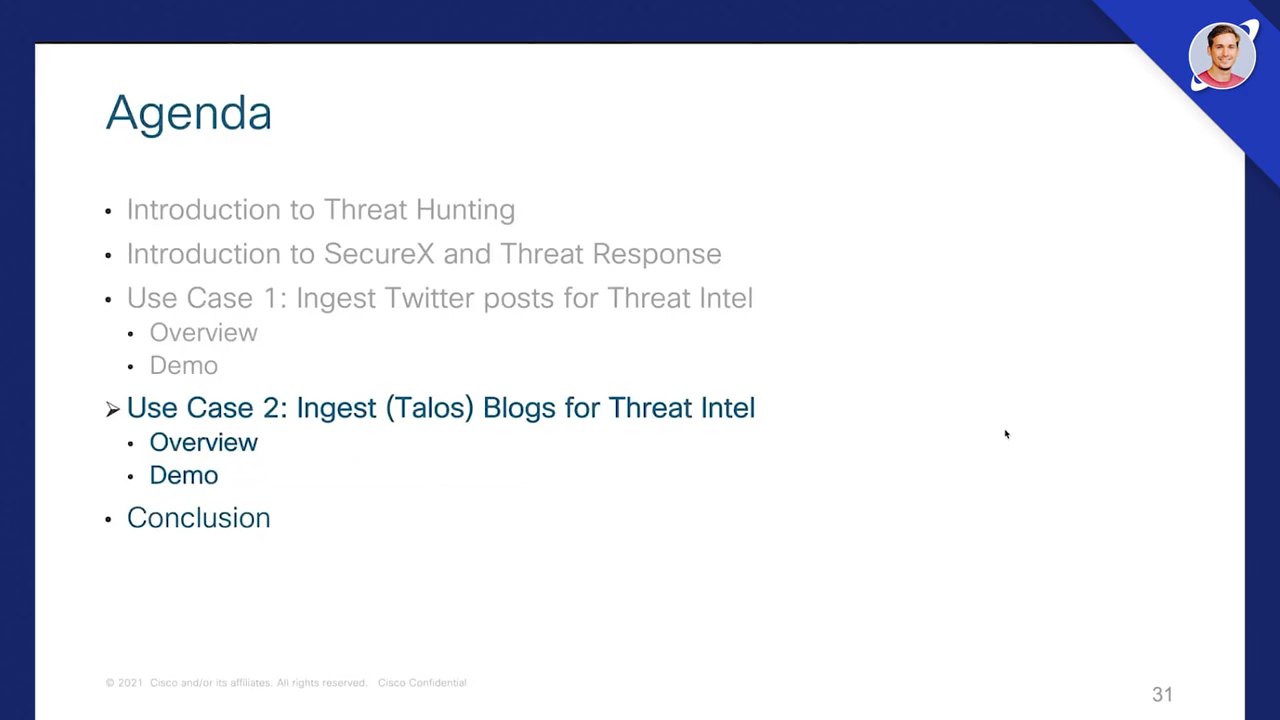 Agenda
• Introduction to Threat Hunting
• Introduction to SecureX and Threat Response
• Use Case 1: Ingest Twitter posts for Threat Intel
• Overview
• Demo
➢ Use Case 2: Ingest (Talos) Blogs for Threat Intel
• Overview
• Demo
• Conclusion
© 2021 Cisco and/or its affiliates. All rights reserved. Cisco Confidential
31